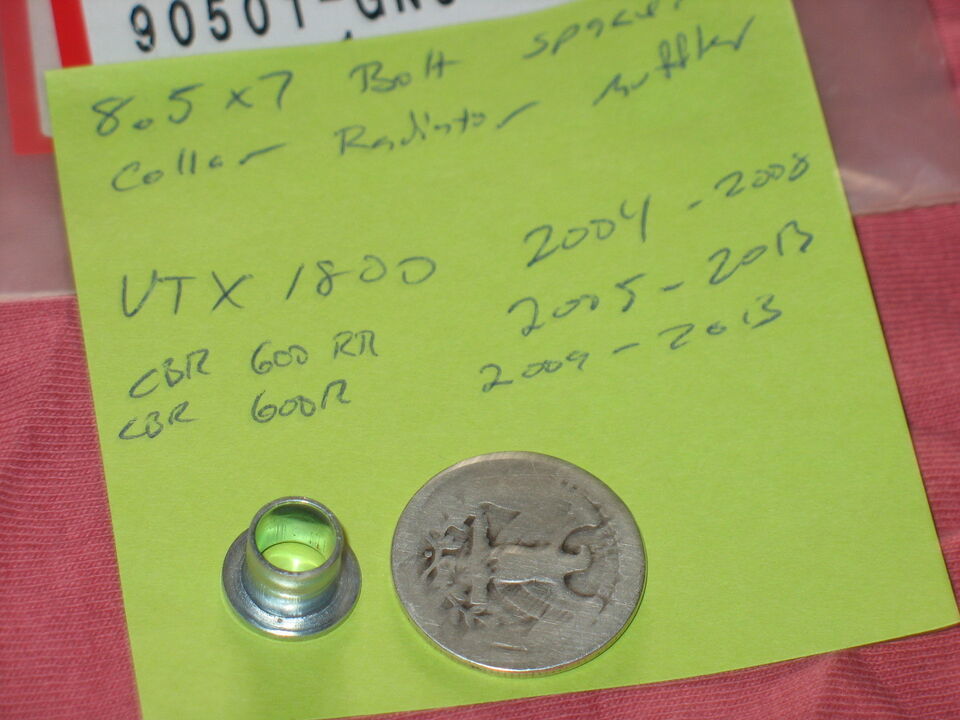 90501-GR
8.5 x 7 Bolt spacer
Collar Radiator muffler
VTX 1800 2004 - 2008
CBR 600 RR 2005 - 2013
CBR 600R 2009 - 2013